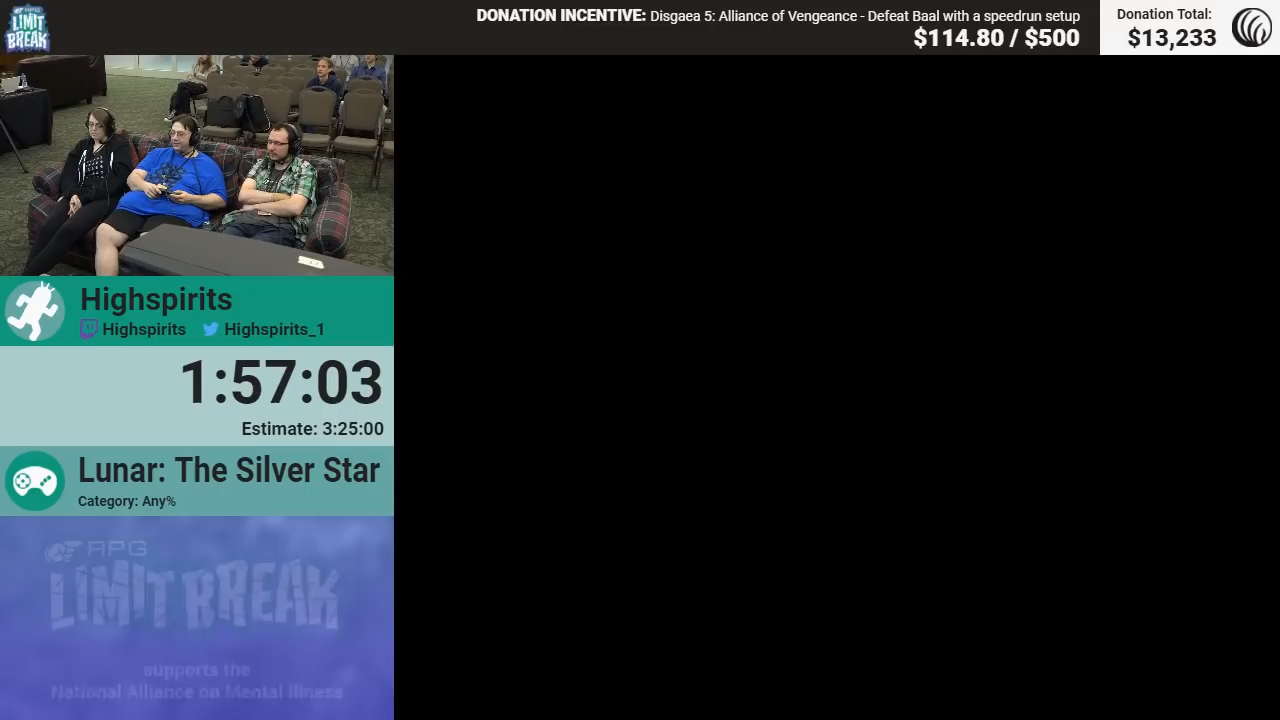 RPG
LIMIT
BREAK
DONATION INCENTIVE: Disgaea 5: Alliance of Vengeance - Defeat Baal with a speedrun setup
$114.80 / $500
Donation Total:
$13,233
Highspirits
Highspirits Highspirits_1
1:57:03
Estimate: 3:25:00
Lunar: The Silver Star
Category: Any%
RPG
LIMIT BREAK
supports the
National Alliance on Mental Illness